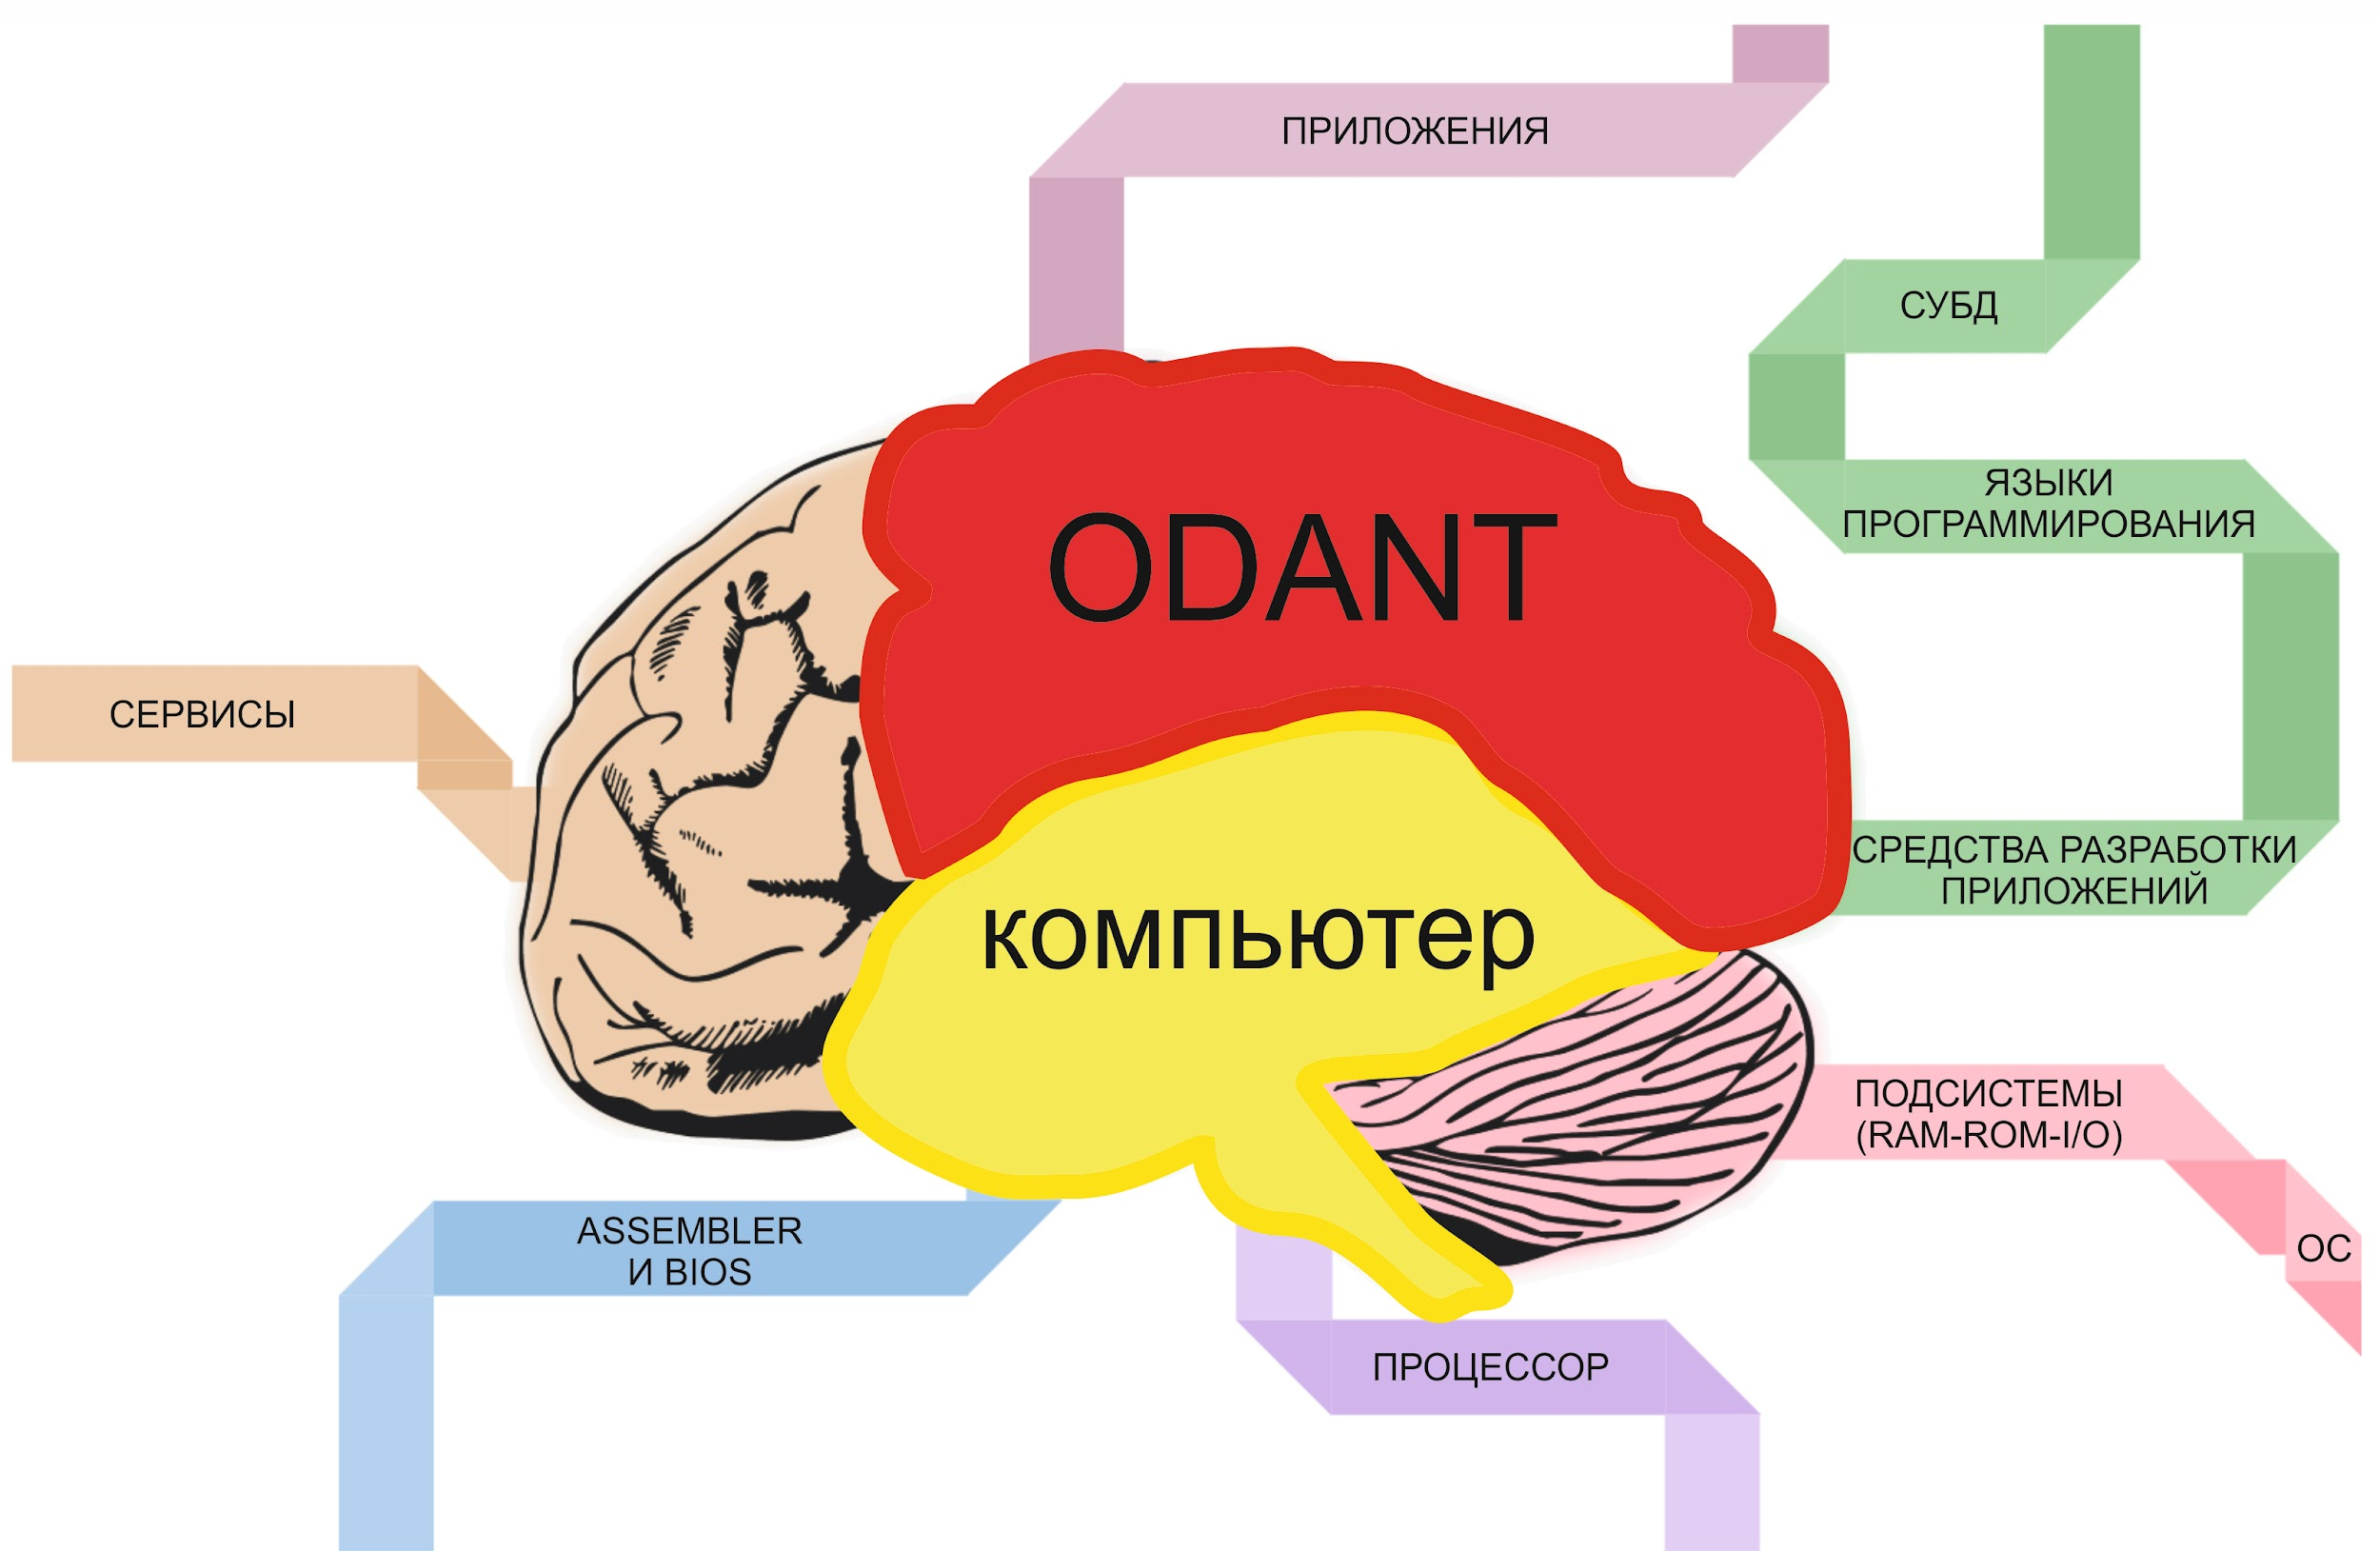 ПРИЛОЖЕНИЯ
СУБД
ЯЗЫКИ
ПРОГРАММИРОВАНИЯ
ODANT
СЕРВИСЫ
СРЕДСТВА РАЗРАБОТКИ
ПРИЛОЖЕНИЙ
компьютер
ПОДСИСТЕМЫ
(RAM-ROM-I/O)
ОС
ASSEMBLER
И BIOS
ПРОЦЕССОР